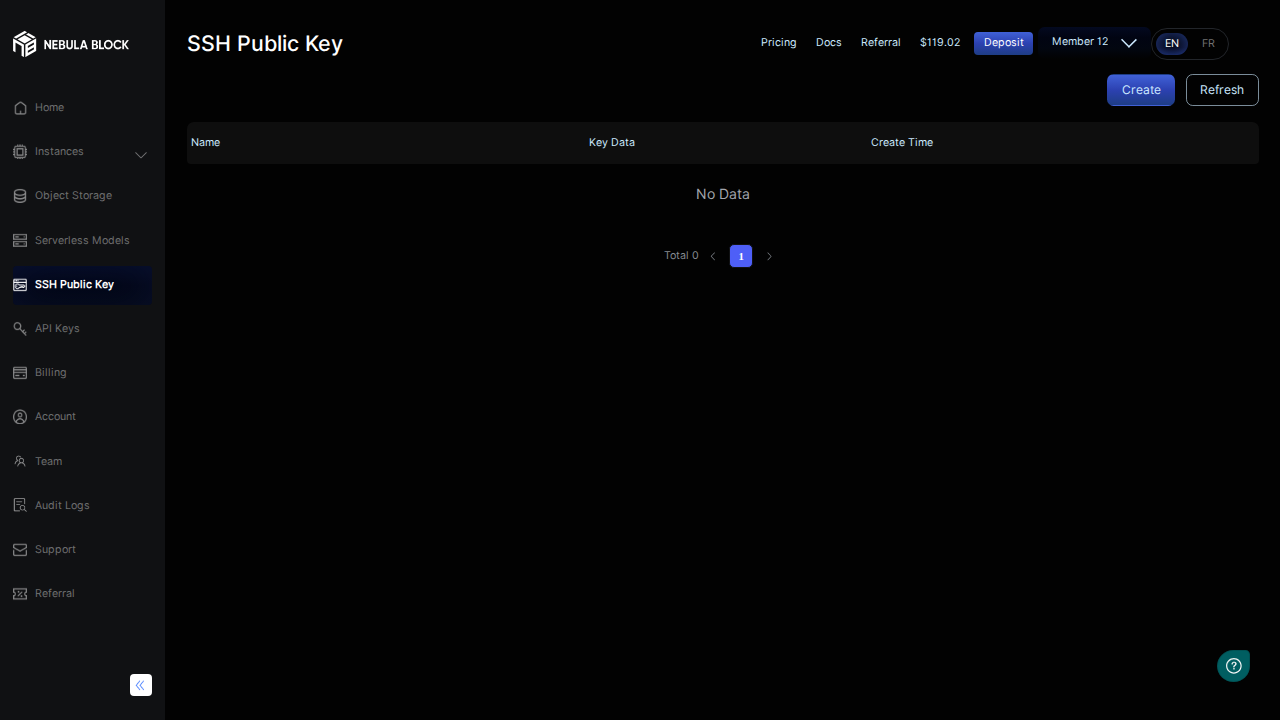 NEBULA BLOCK
Home
Instances
Object Storage
Serverless Models
SSH Public Key
API Keys
Billing
Account
Team
Audit Logs
Support
Referral
SSH Public Key
Pricing Docs Referral $119.02 Deposit Member 12 EN FR
Create Refresh
Name Key Data Create Time
No Data
Total 0 1